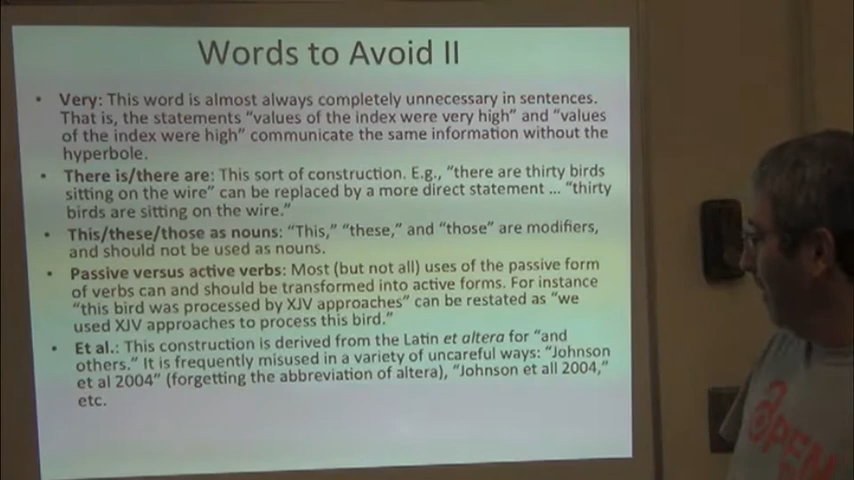 Words to Avoid II
• Very: This word is almost always completely unnecessary in sentences.
That is, the statements “values of the index were very high” and “values
of the index were high” communicate the same information without the
hyperbole.
• There is/there are: This sort of construction. E.g., “there are thirty birds
sitting on the wire” can be replaced by a more direct statement ... “thirty
birds are sitting on the wire.”
• This/these/those as nouns: “This,” “these,” and “those” are modifiers,
and should not be used as nouns.
• Passive versus active verbs: Most (but not all) uses of the passive form
of verbs can and should be transformed into active forms. For instance
“this bird was processed by XJV approaches” can be restated as “we
used XJV approaches to process this bird.”
• Et al.: This construction is derived from the Latin et altera for “and
others.” It is frequently misused in a variety of uncareful ways: “Johnson
et al 2004” (forgetting the abbreviation of altera), “Johnson et all 2004,”
etc.